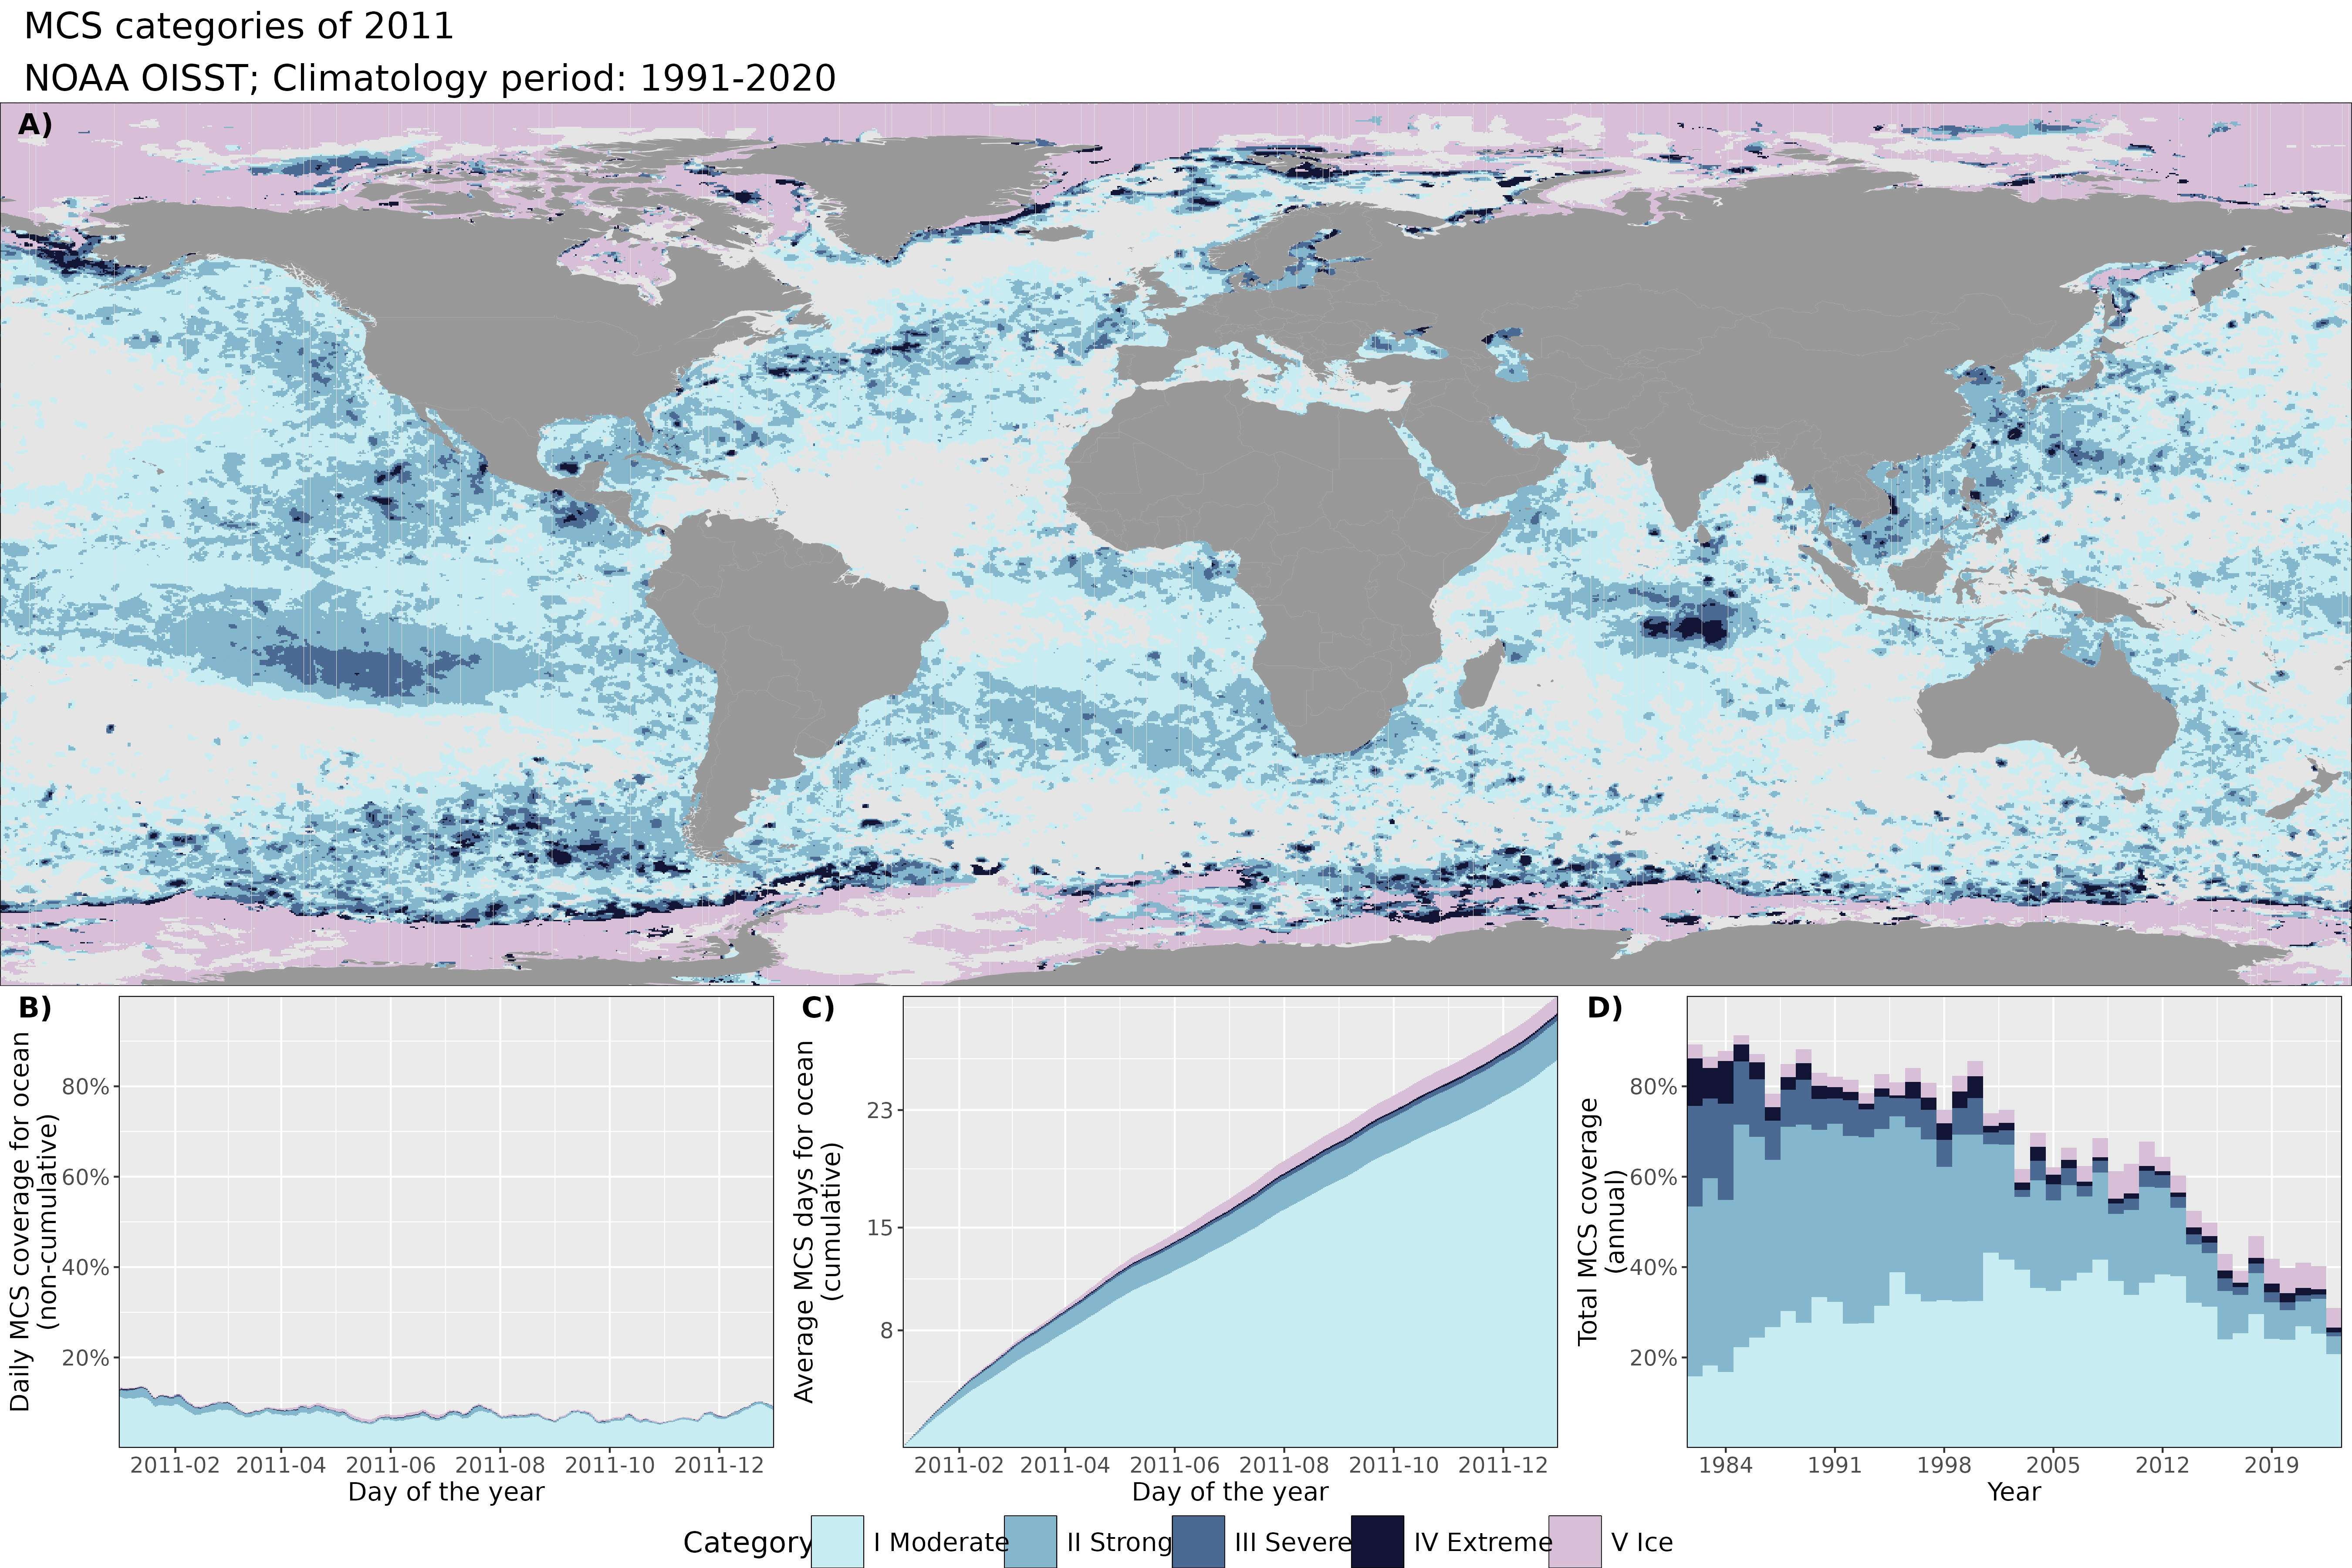 MCS categories of 2011
NOAA OISST; Climatology period: 1991-2020
A)
B)
Daily MCS coverage for ocean
(non-cumulative)
80%
60%
40%
20%
2011-02 2011-04 2011-06 2011-08 2011-10 2011-12
Day of the year
C)
Average MCS days for ocean
(cumulative)
23
15
8
2011-02 2011-04 2011-06 2011-08 2011-10 2011-12
Day of the year
D)
Total MCS coverage
(annual)
80%
60%
40%
20%
1984 1991 1998 2005 2012 2019
Year
Category I Moderate II Strong III Severe IV Extreme V Ice